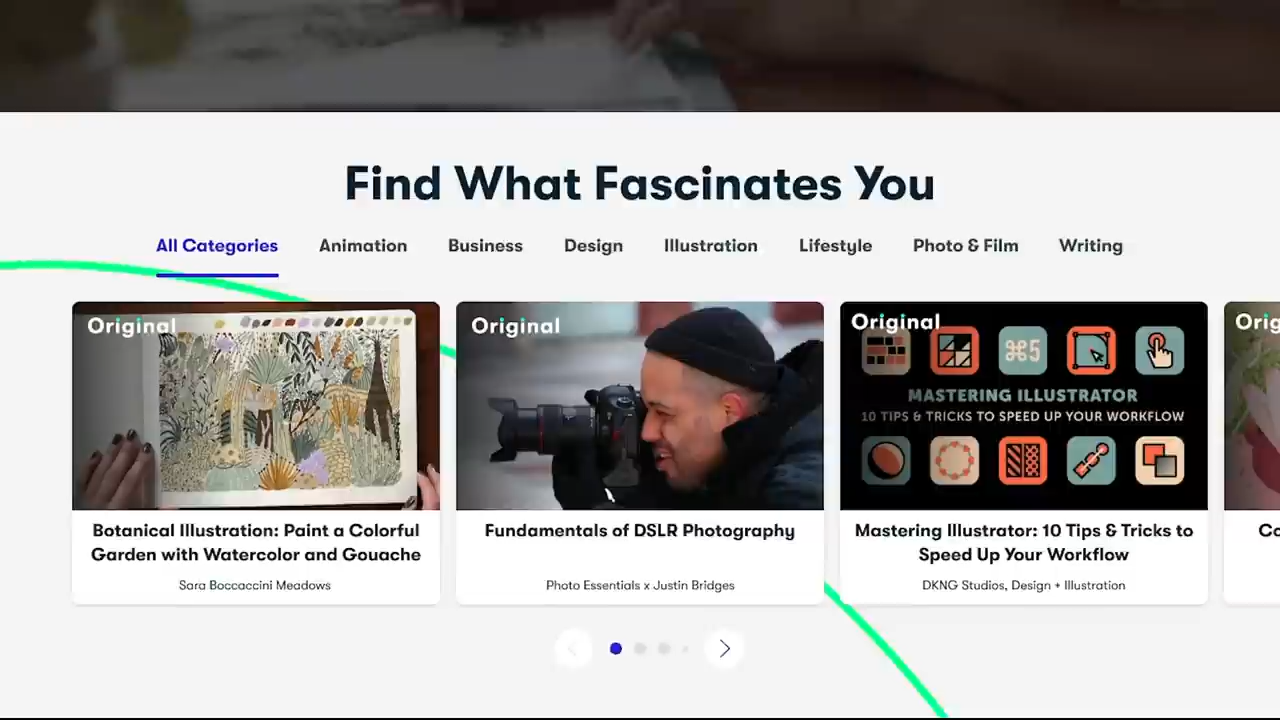 Find What Fascinates You
All Categories Animation Business Design Illustration Lifestyle Photo & Film Writing
Original
Original
Original
⌘5
MASTERING ILLUSTRATOR
10 TIPS & TRICKS TO SPEED UP YOUR WORKFLOW
Botanical Illustration: Paint a Colorful
Garden with Watercolor and Gouache
Sara Boccaccini Meadows
Fundamentals of DSLR Photography
Photo Essentials x Justin Bridges
Mastering Illustrator: 10 Tips & Tricks to
Speed Up Your Workflow
DKNG Studios, Design + Illustration